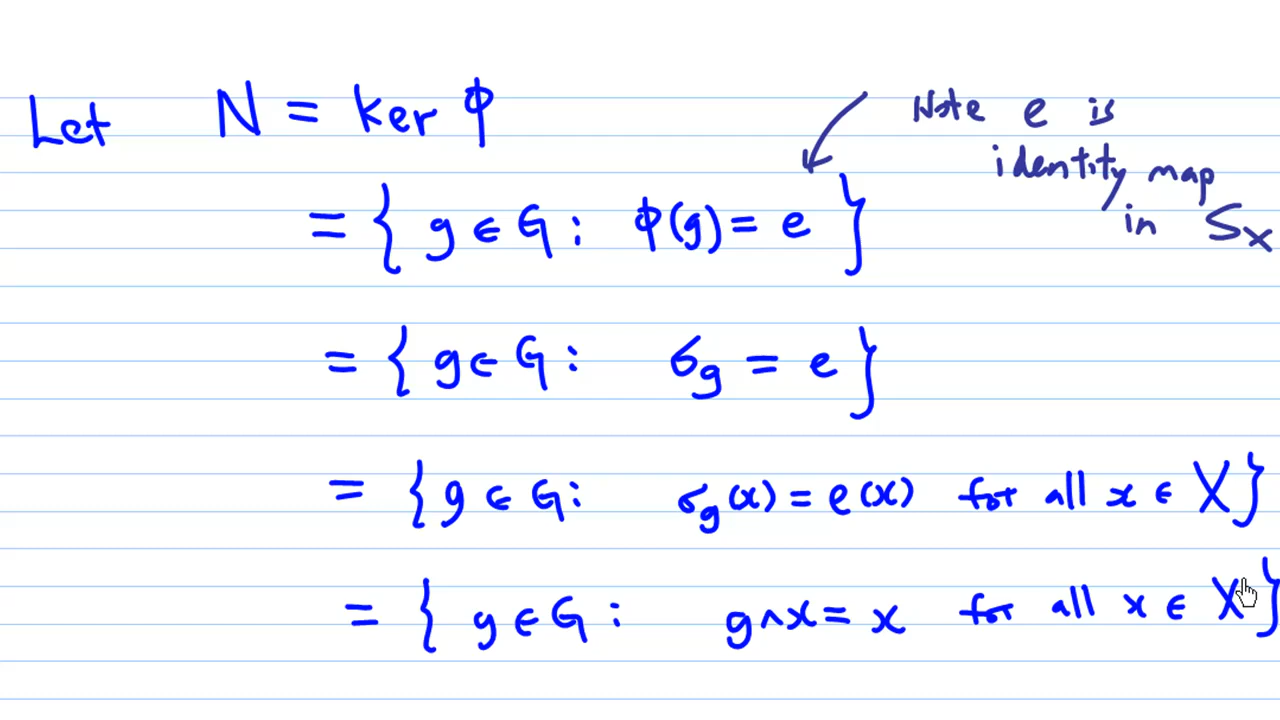 Let N = ker φ
Note e is
identity map
in S_X
= { g ∈ G : φ(g) = e }
= { g ∈ G : σ_g = e }
= { g ∈ G : σ_g(x) = e(x) for all x ∈ X }
= { g ∈ G : g ∧ x = x for all x ∈ X }